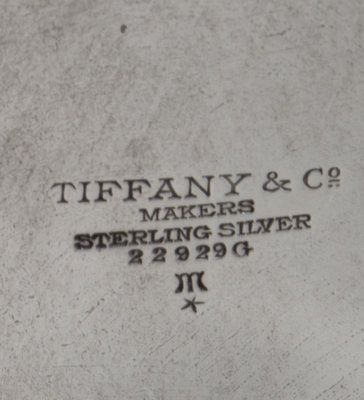 TIFFANY & Cº
MAKERS
STERLING SILVER
22929G
m